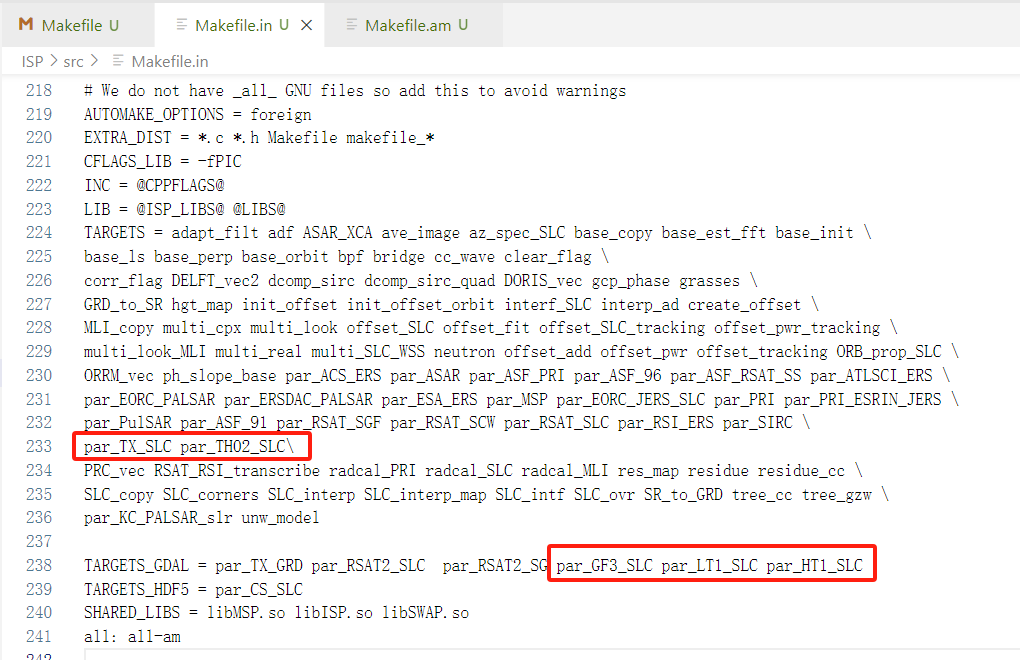 Makefile U Makefile.in U Makefile.am U
ISP > src > Makefile.in
218 # We do not have _all_ GNU files so add this to avoid warnings
219 AUTOMAKE_OPTIONS = foreign
220 EXTRA_DIST = *.c *.h Makefile makefile_*
221 CFLAGS_LIB = -fPIC
222 INC = @CPPFLAGS@
223 LIB = @ISP_LIBS@ @LIBS@
224 TARGETS = adapt_filt adf ASAR_XCA ave_image az_spec_SLC base_copy base_est_fft base_init \
225 base_ls base_perp base_orbit bpf bridge cc_wave clear_flag \
226 corr_flag DELFT_vec2 dcomp_sirc dcomp_sirc_quad DORIS_vec gcp_phase grasses \
227 GRD_to_SR hgt_map init_offset init_offset_orbit interf_SLC interp_ad create_offset \
228 MLI_copy multi_cpx multi_look offset_SLC offset_fit offset_SLC_tracking offset_pwr_tracking \
229 multi_look_MLI multi_real multi_SLC_WSS neutron offset_add offset_pwr offset_tracking ORB_prop_SLC \
230 ORRM_vec ph_slope_base par_ACS_ERS par_ASAR par_ASF_PRI par_ASF_96 par_ASF_RSAT_SS par_ATLSCI_ERS \
231 par_EORC_PALSAR par_ERSDAC_PALSAR par_ESA_ERS par_MSP par_EORC_JERS_SLC par_PRI par_PRI_ESRIN_JERS \
232 par_PulSAR par_ASF_91 par_RSAT_SGF par_RSAT_SCW par_RSAT_SLC par_RSI_ERS par_SIRC \
233 par_TX_SLC par_TH02_SLC\
234 PRC_vec RSAT_RSI_transcribe radcal_PRI radcal_SLC radcal_MLI res_map residue residue_cc \
235 SLC_copy SLC_corners SLC_interp SLC_interp_map SLC_intf SLC_ovr SR_to_GRD tree_cc tree_gzw \
236 par_KC_PALSAR_slr unw_model
237
238 TARGETS_GDAL = par_TX_GRD par_RSAT2_SLC par_RSAT2_SG par_GF3_SLC par_LT1_SLC par_HT1_SLC
239 TARGETS_HDF5 = par_CS_SLC
240 SHARED_LIBS = libMSP.so libISP.so libSWAP.so
241 all: all-am
242